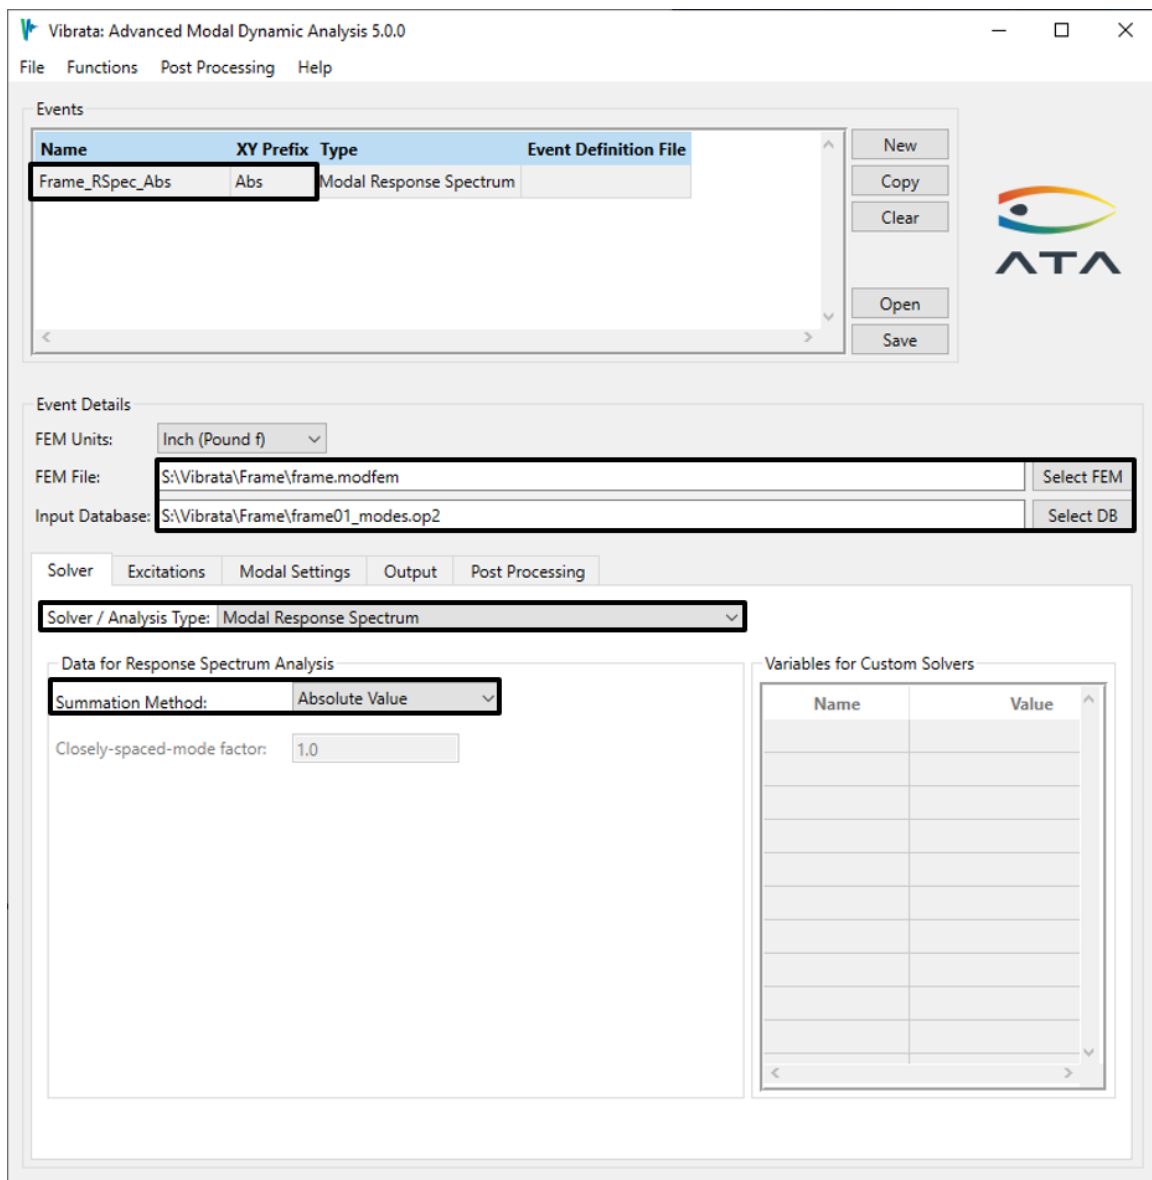 Vibrata: Advanced Modal Dynamic Analysis 5.0.0
File Functions Post Processing Help
Events
Name XY Prefix Type Event Definition File
Frame_RSpec_Abs Abs Modal Response Spectrum
New
Copy
Clear
Open
Save
ATA
Event Details
FEM Units: Inch (Pound f)
FEM File: S:\Vibrata\Frame\frame.modfem Select FEM
Input Database: S:\Vibrata\Frame\frame01_modes.op2 Select DB
Solver Excitations Modal Settings Output Post Processing
Solver / Analysis Type: Modal Response Spectrum
Data for Response Spectrum Analysis
Summation Method: Absolute Value
Closely-spaced-mode factor: 1.0
Variables for Custom Solvers
Name Value